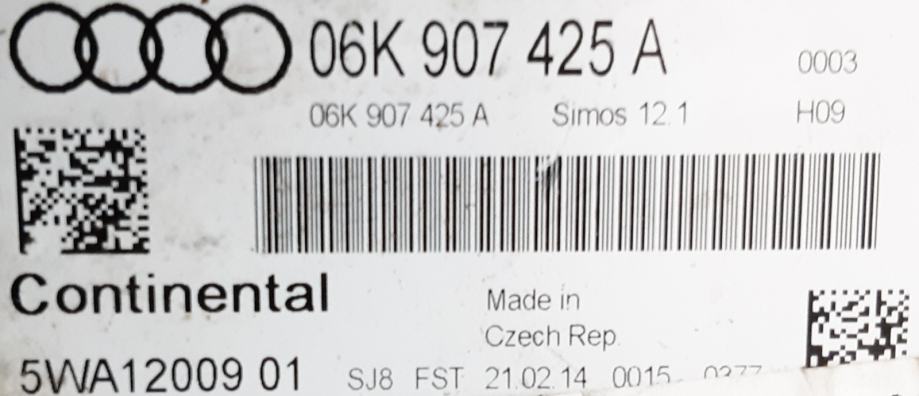 06K 907 425 A 0003
06K 907 425 A Simos 12.1 H09
Continental
Made in
Czech Rep.
5WA12009 01 SJ8 FST 21.02.14 0015 0377